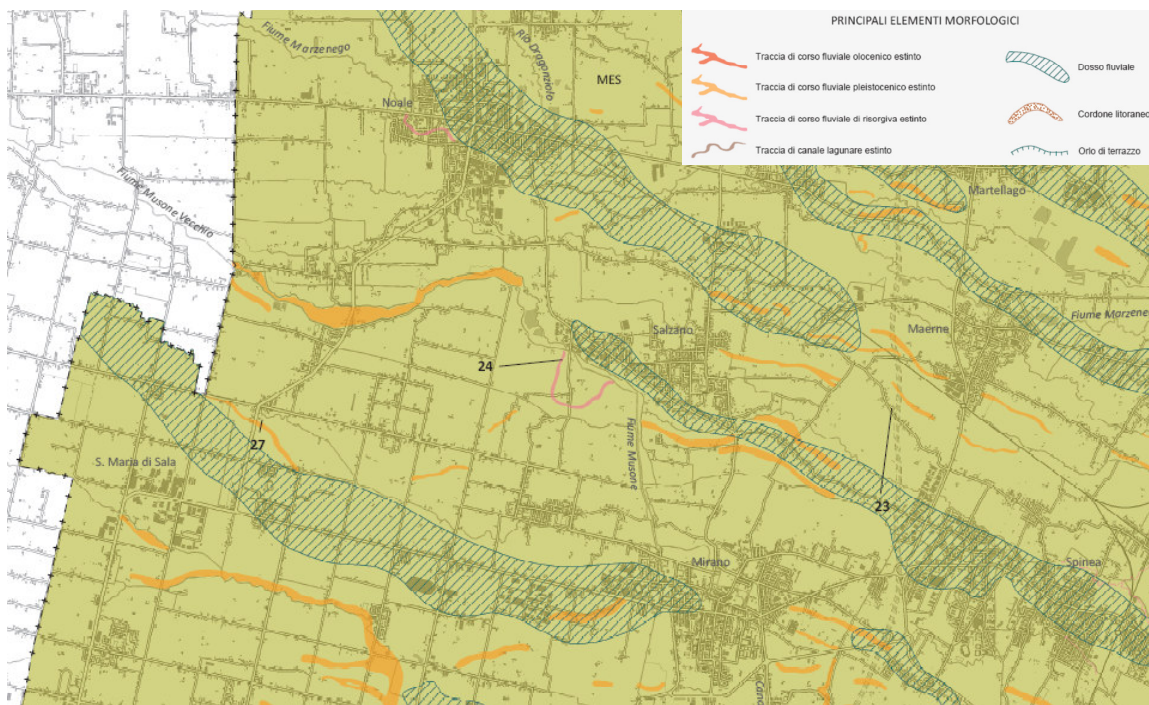 PRINCIPALI ELEMENTI MORFOLOGICI
Traccia di corso fluviale olocenico estinto
Traccia di corso fluviale pleistocenico estinto
Traccia di corso fluviale di risorgiva estinto
Traccia di canale lagunare estinto
Dosso fluviale
Cordone litoraneo
Orlo di terrazzo
Fiume Marzenego
Rio Draganziolo
MES
Noale
Fiume Musone Vecchio
Martellago
Salzano
Maerne
Fiume Marzene
24
27
Fiume Musone
S. Maria di Sala
23
Mirano
Spinea
Cana